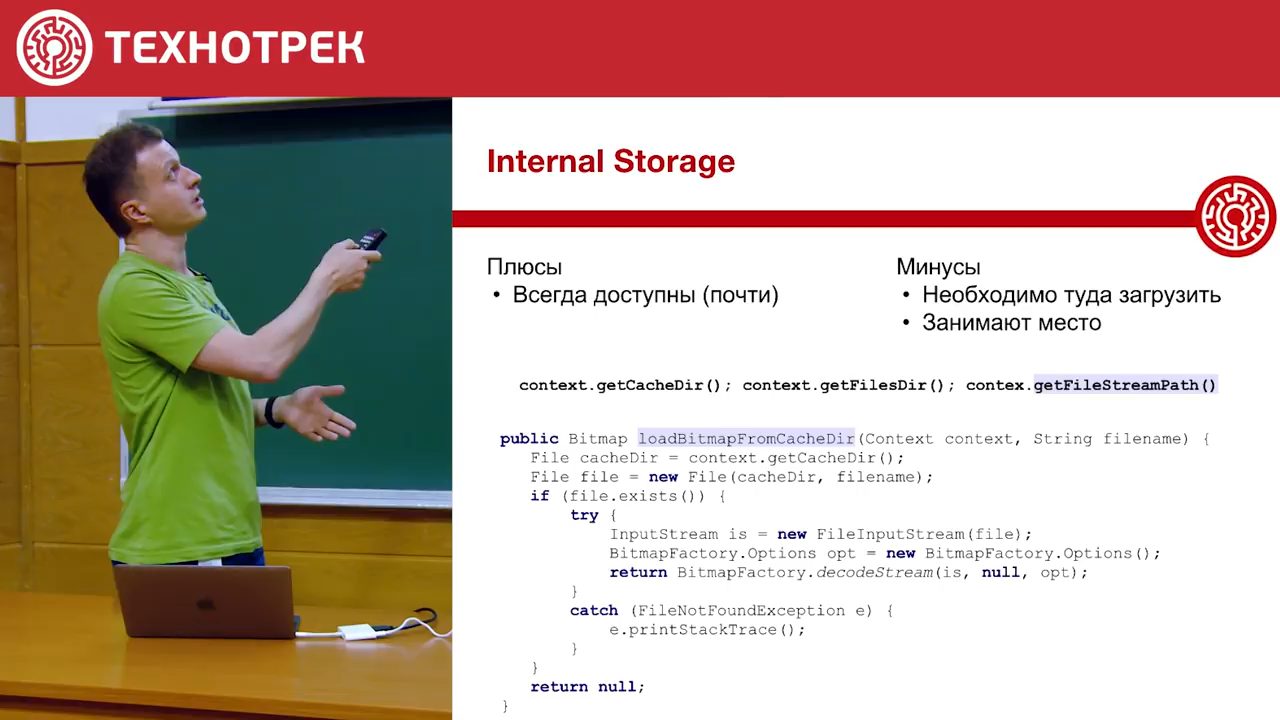 ТЕХНОТРЕК
Internal Storage
Плюсы
• Всегда доступны (почти)
Минусы
• Необходимо туда загрузить
• Занимают место
context.getCacheDir(); context.getFilesDir(); contex.getFileStreamPath()
public Bitmap loadBitmapFromCacheDir(Context context, String filename) {
File cacheDir = context.getCacheDir();
File file = new File(cacheDir, filename);
if (file.exists()) {
try {
InputStream is = new FileInputStream(file);
BitmapFactory.Options opt = new BitmapFactory.Options();
return BitmapFactory.decodeStream(is, null, opt);
}
catch (FileNotFoundException e) {
e.printStackTrace();
}
}
return null;
}